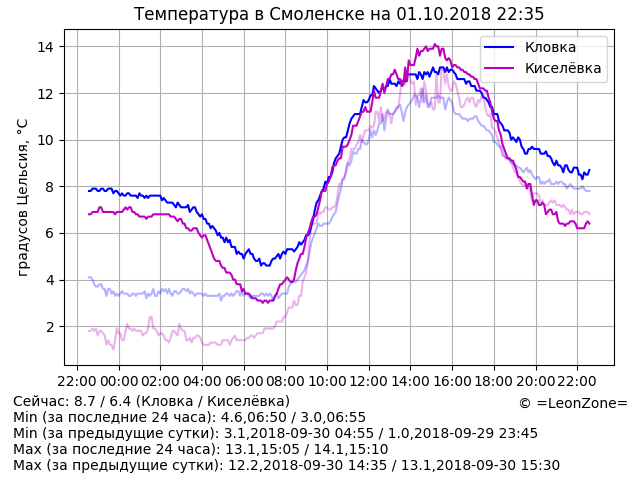 Температура в Смоленске на 01.10.2018 22:35
градусов Цельсия, °C
14
12
10
8
6
4
2
Кловка
Киселёвка
22:00 00:00 02:00 04:00 06:00 08:00 10:00 12:00 14:00 16:00 18:00 20:00 22:00
Сейчас: 8.7 / 6.4 (Кловка / Киселёвка)
© =LeonZone=
Min (за последние 24 часа): 4.6,06:50 / 3.0,06:55
Min (за предыдущие сутки): 3.1,2018-09-30 04:55 / 1.0,2018-09-29 23:45
Max (за последние 24 часа): 13.1,15:05 / 14.1,15:10
Max (за предыдущие сутки): 12.2,2018-09-30 14:35 / 13.1,2018-09-30 15:30